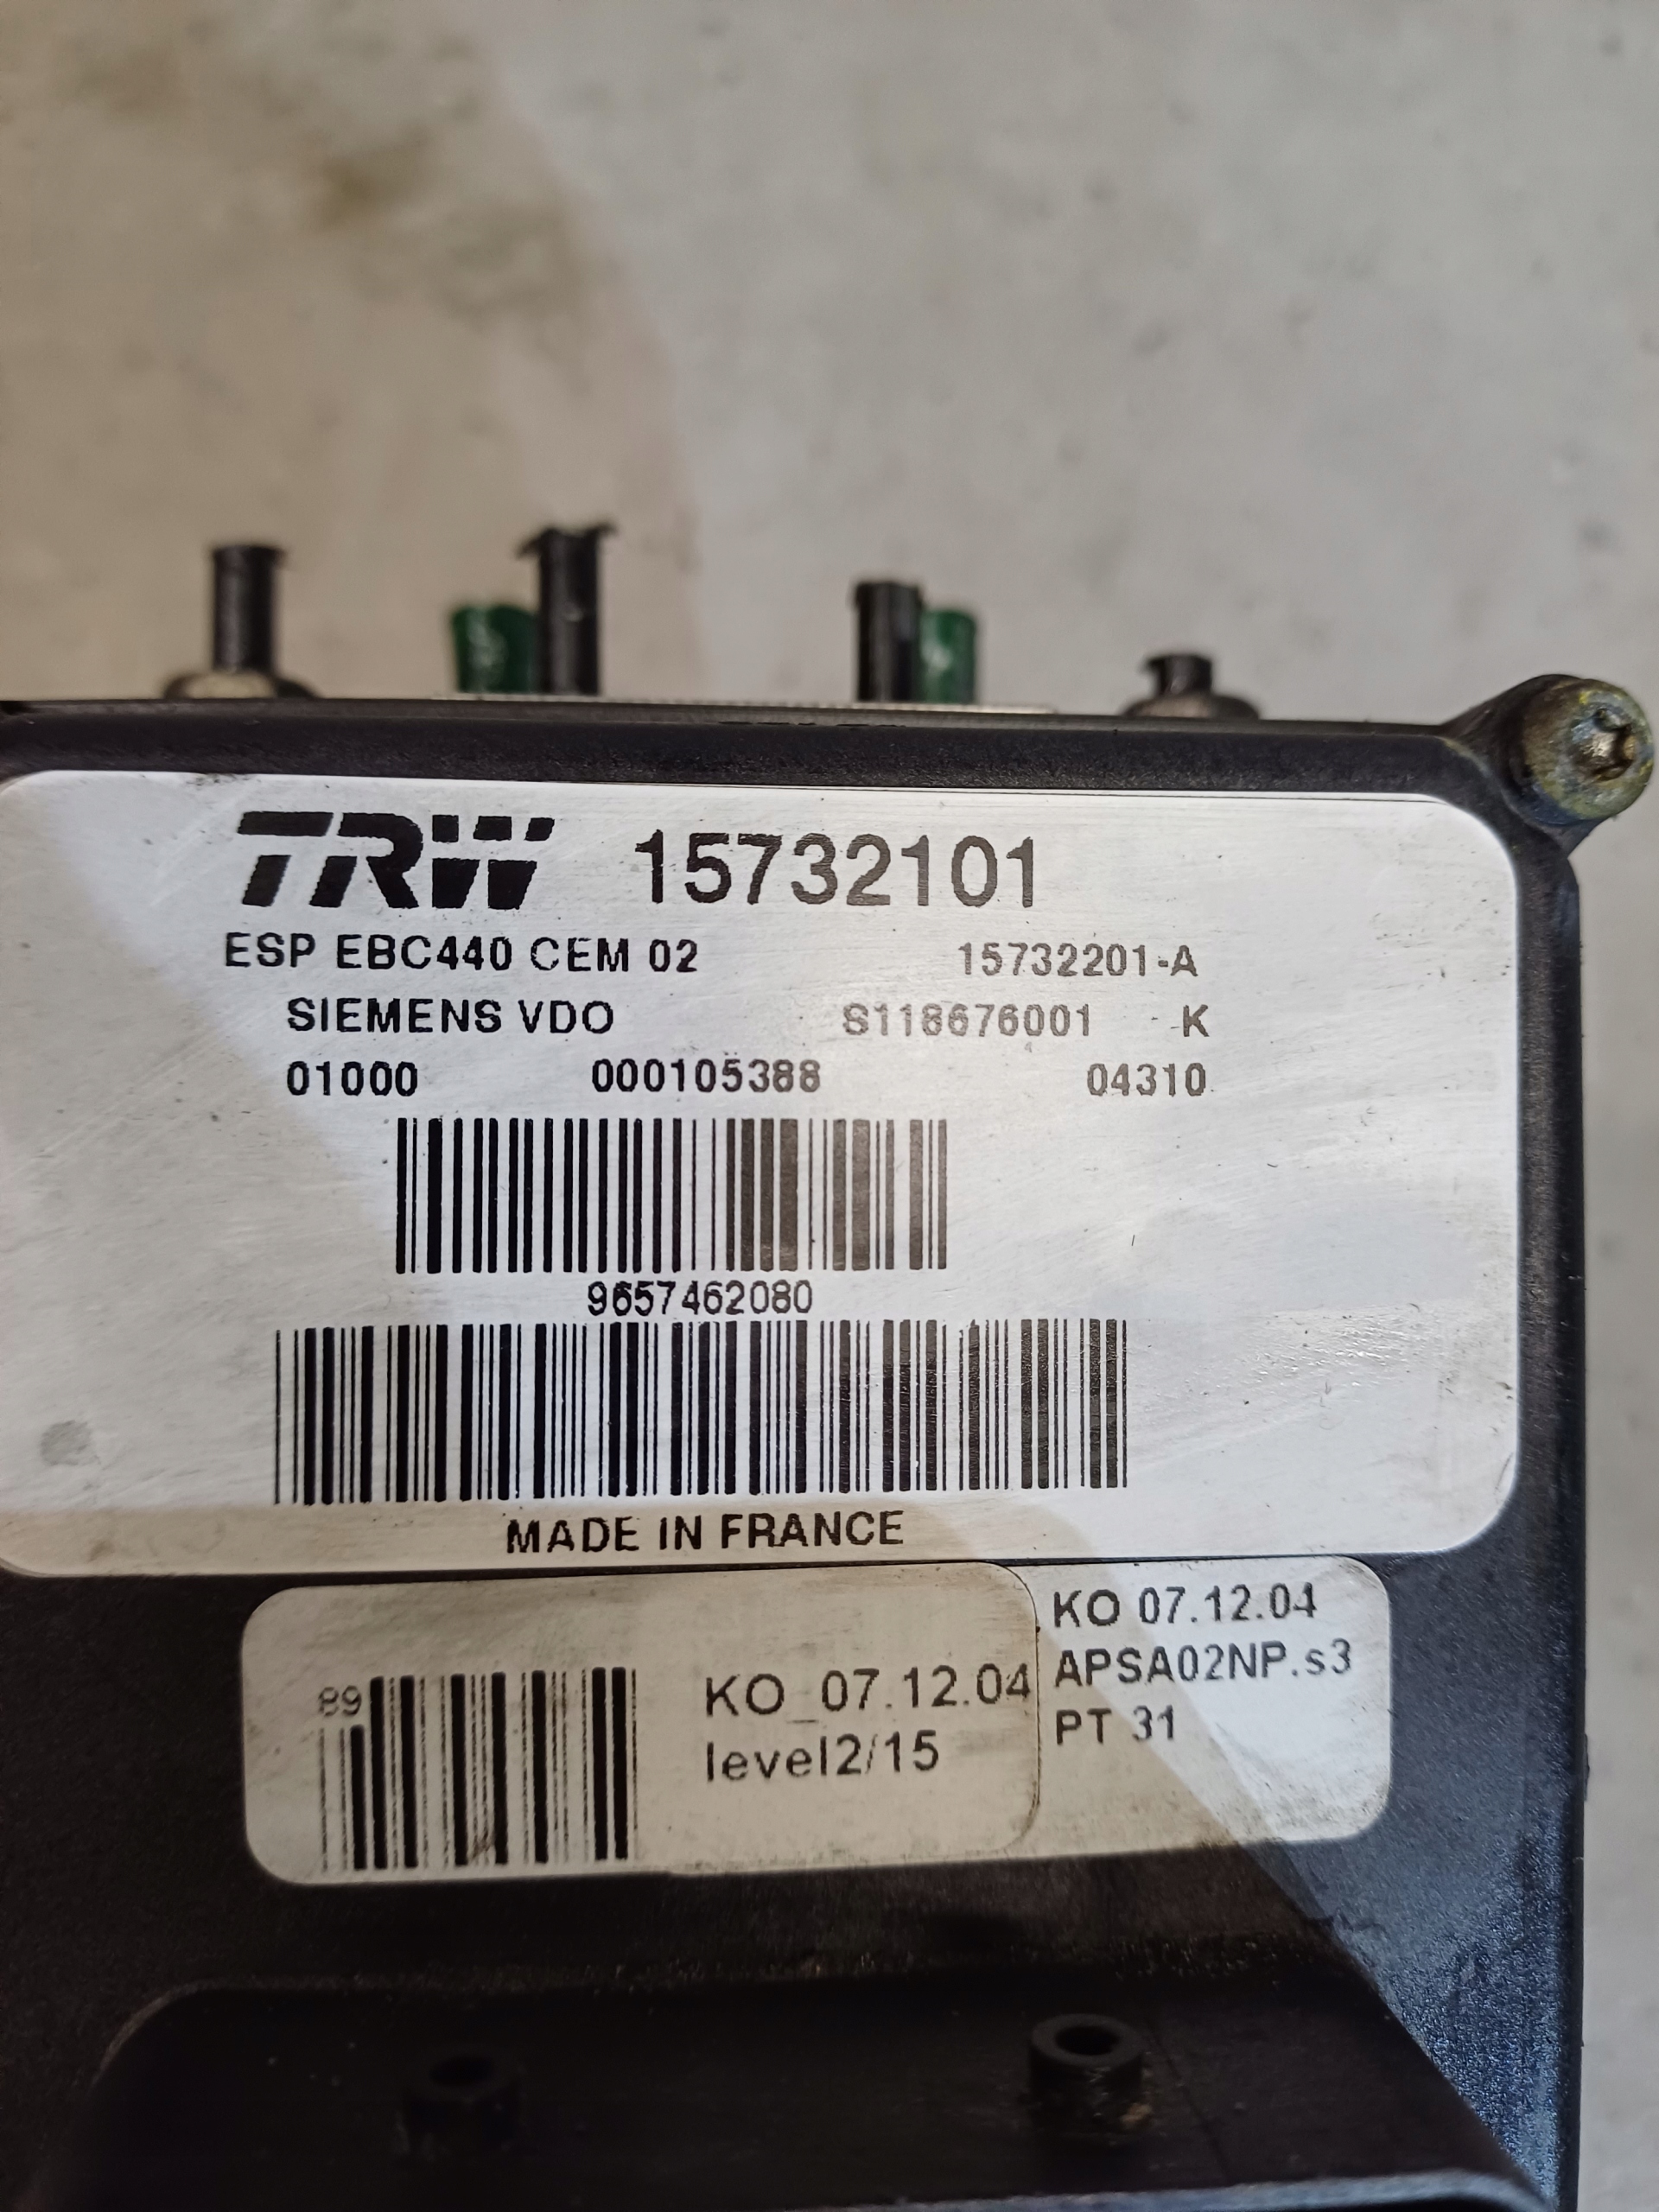 TRW 15732101
ESP EBC440 CEM 02 15732201-A
SIEMENS VDO S118676001 K
01000 000105388 04310
9657462080
MADE IN FRANCE
89
KO_07.12.04
level2/15
KO 07.12.04
APSA02NP.s3
PT 31